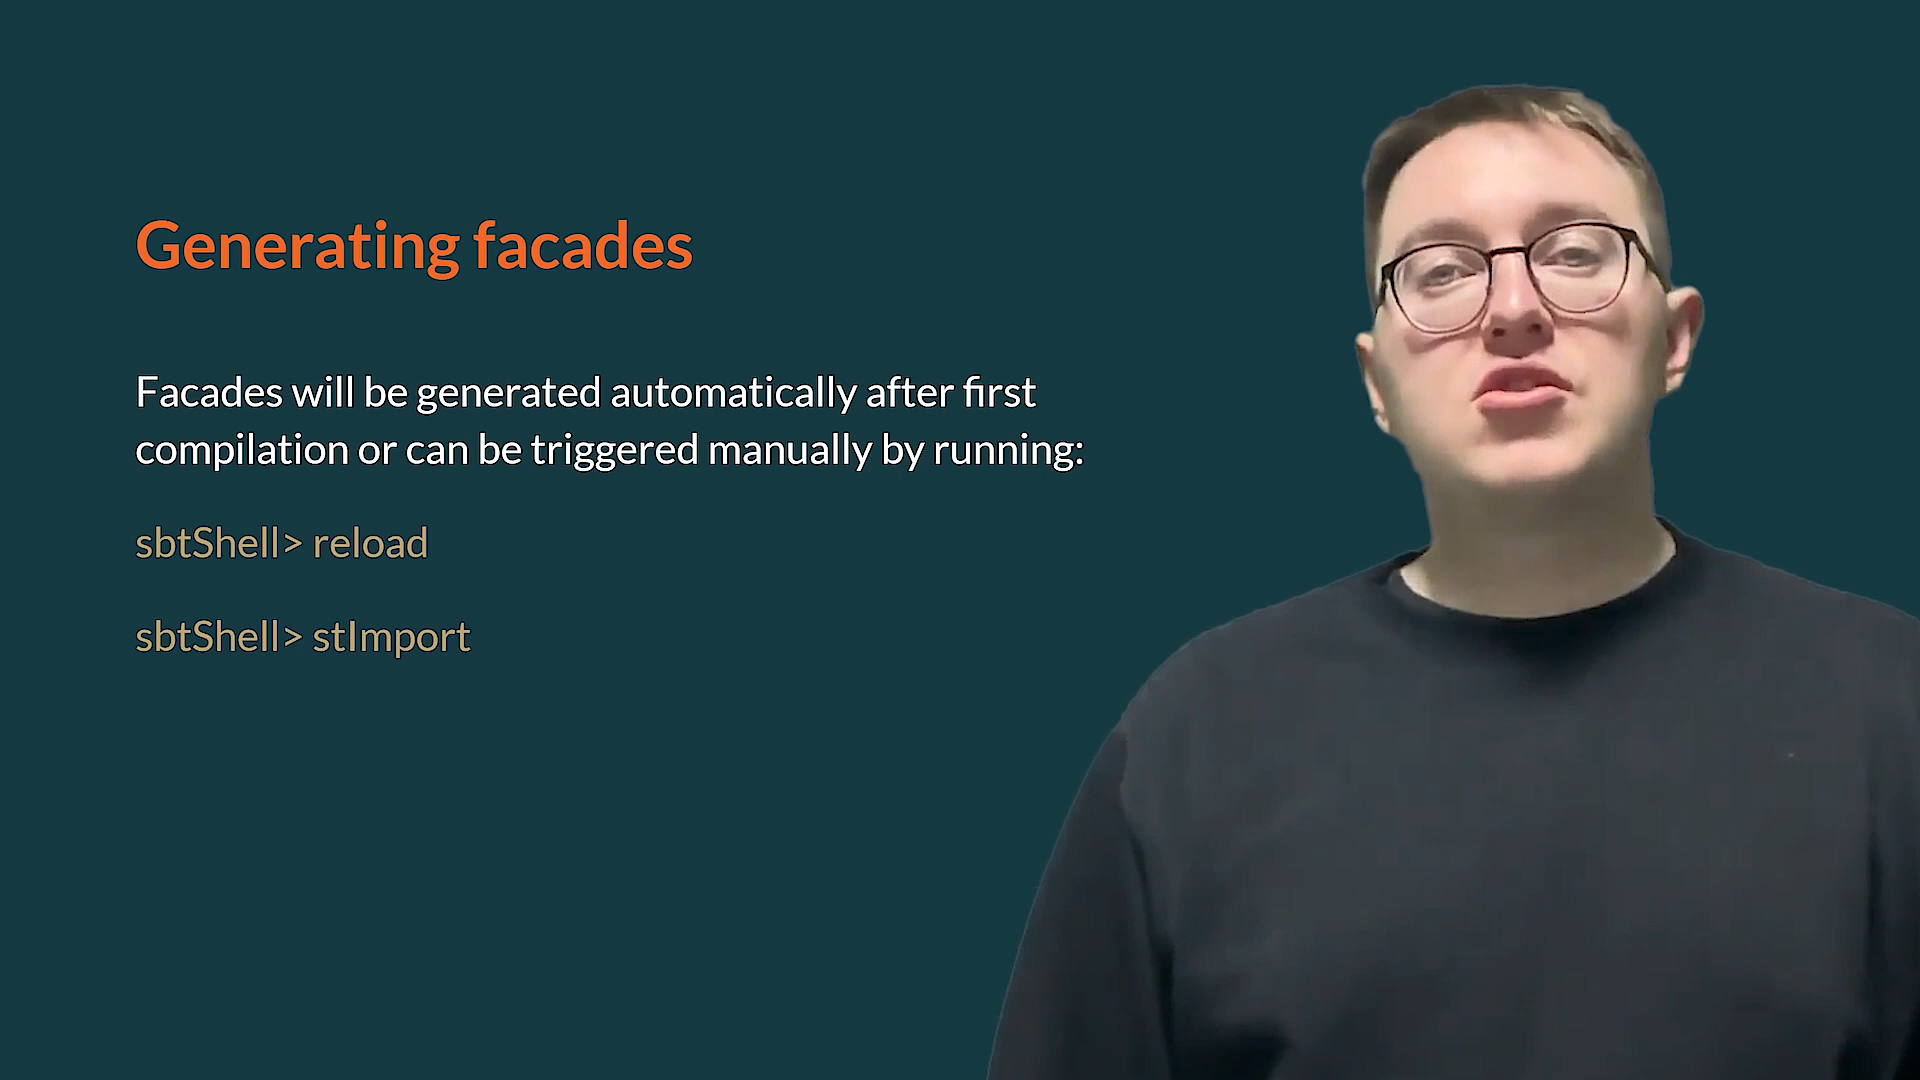 Generating facades
Facades will be generated automatically after first
compilation or can be triggered manually by running:
sbtShell> reload
sbtShell> stImport